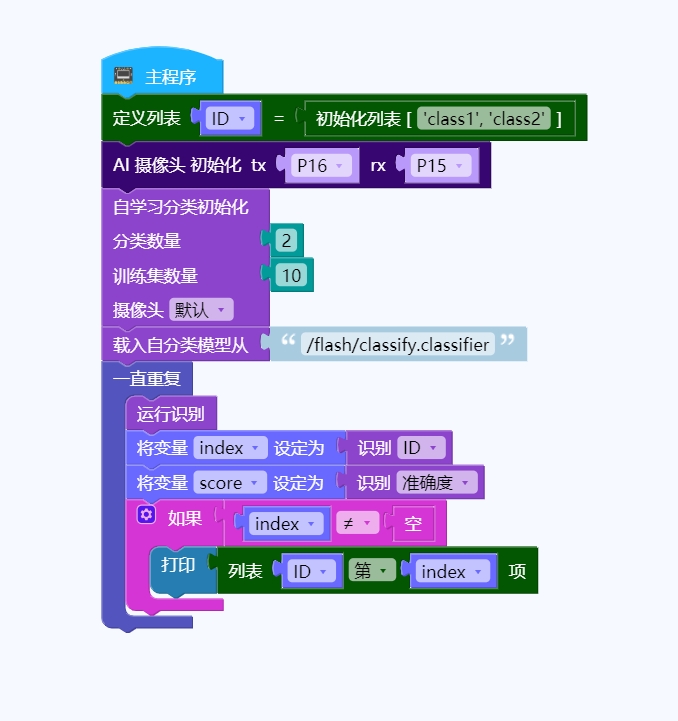 主程序
定义列表 ID = 初始化列表 [ 'class1', 'class2' ]
AI 摄像头 初始化 tx P16 rx P15
自学习分类初始化
分类数量 2
训练集数量 10
摄像头 默认
载入自分类模型从 “ /flash/classify.classifier ”
一直重复
运行识别
将变量 index 设定为 识别 ID
将变量 score 设定为 识别 准确度
如果 index ≠ 空
打印 列表 ID 第 index 项